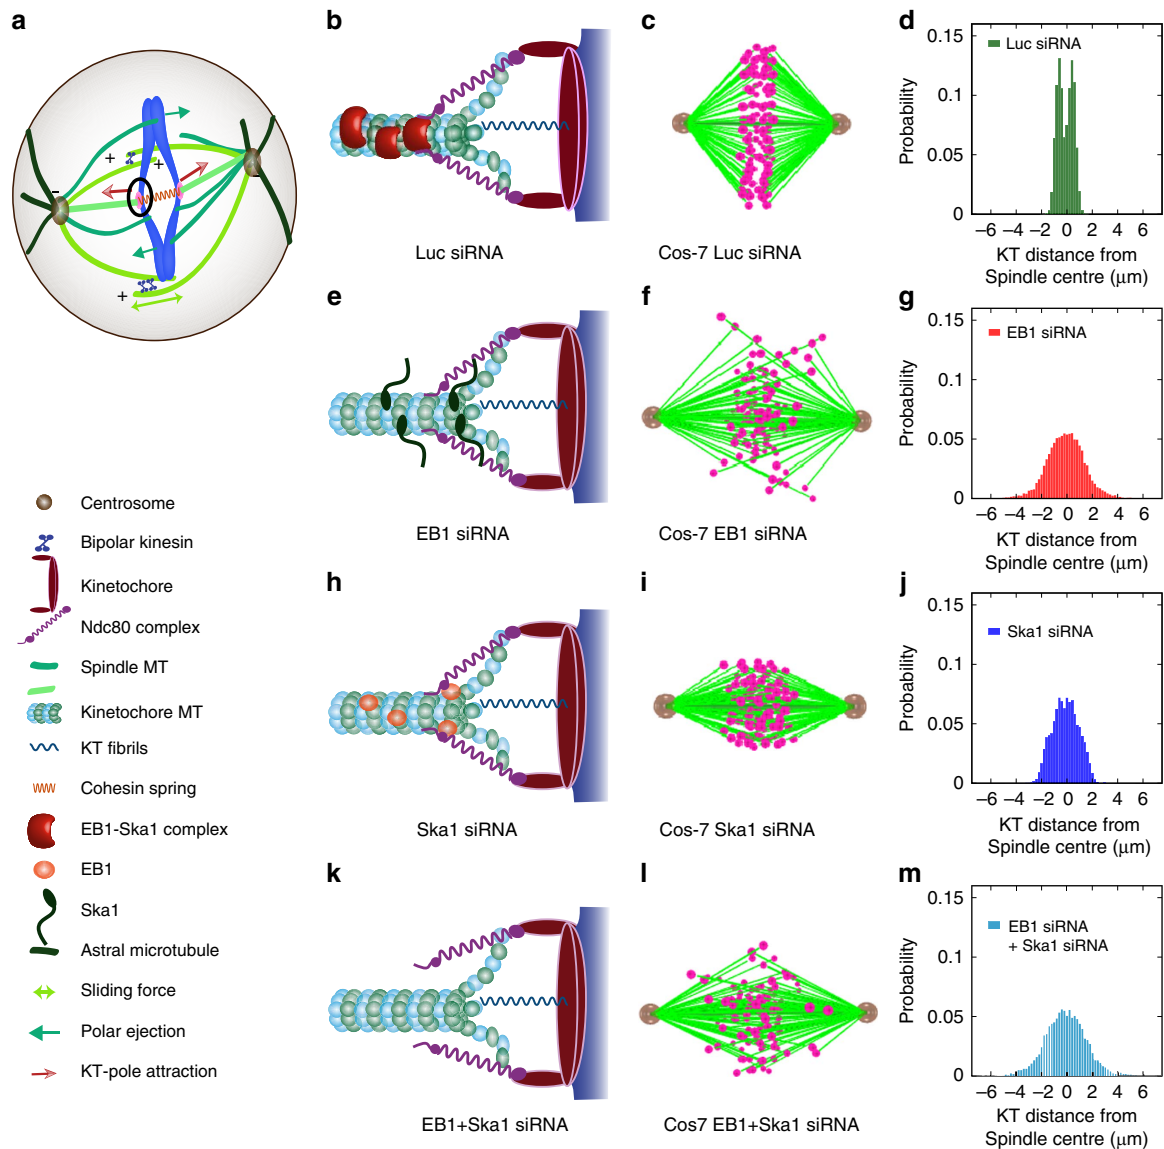 a
+
+
+
−
−
Centrosome
Bipolar kinesin
Kinetochore
Ndc80 complex
Spindle MT
Kinetochore MT
KT fibrils
Cohesin spring
EB1-Ska1 complex
EB1
Ska1
Astral microtubule
Sliding force
Polar ejection
KT-pole attraction
b
Luc siRNA
c
Cos-7 Luc siRNA
d
0.15
0.1
0.05
0
Probability
Luc siRNA
−6 −4 −2 0 2 4 6
KT distance from
Spindle centre (μm)
e
EB1 siRNA
f
Cos-7 EB1 siRNA
g
0.15
0.1
0.05
0
Probability
EB1 siRNA
−6 −4 −2 0 2 4 6
KT distance from
Spindle centre (μm)
h
Ska1 siRNA
i
Cos-7 Ska1 siRNA
j
0.15
0.1
0.05
0
Probability
Ska1 siRNA
−6 −4 −2 0 2 4 6
KT distance from
Spindle centre (μm)
k
EB1+Ska1 siRNA
l
Cos7 EB1+Ska1 siRNA
m
0.15
0.1
0.05
0
Probability
EB1 siRNA
+ Ska1 siRNA
−6 −4 −2 0 2 4 6
KT distance from
Spindle centre (μm)